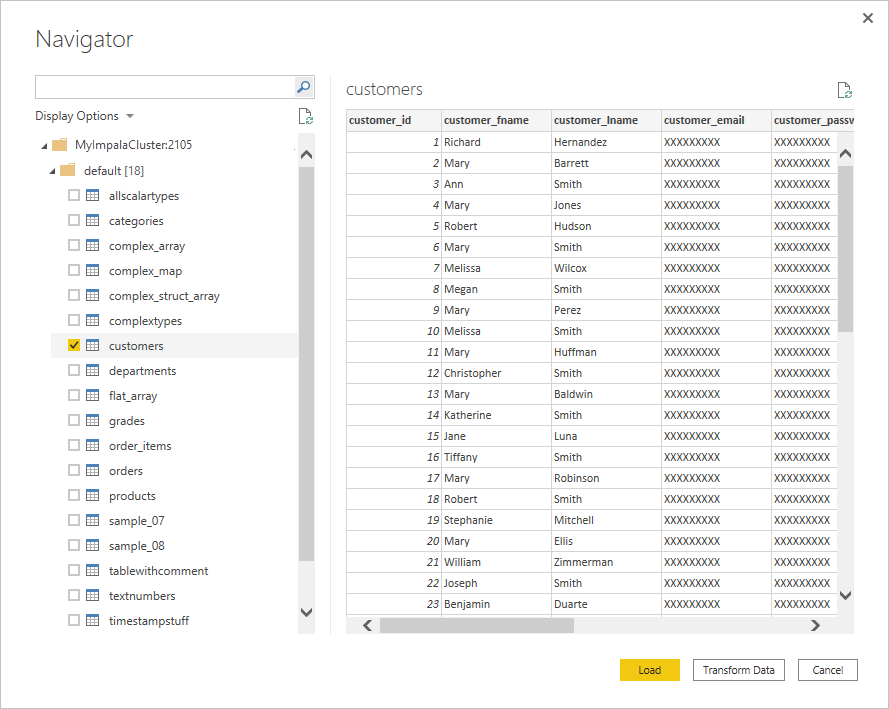 Navigator
Display Options
MyImpalaCluster:2105
default [18]
allscalartypes
categories
complex_array
complex_map
complex_struct_array
complextypes
customers
departments
flat_array
grades
order_items
orders
products
sample_07
sample_08
tablewithcomment
textnumbers
timestampstuff
customers
customer_id customer_fname customer_lname customer_email customer_passw
1 Richard Hernandez XXXXXXXXX XXXXXXXXX
2 Mary Barrett XXXXXXXXX XXXXXXXXX
3 Ann Smith XXXXXXXXX XXXXXXXXX
4 Mary Jones XXXXXXXXX XXXXXXXXX
5 Robert Hudson XXXXXXXXX XXXXXXXXX
6 Mary Smith XXXXXXXXX XXXXXXXXX
7 Melissa Wilcox XXXXXXXXX XXXXXXXXX
8 Megan Smith XXXXXXXXX XXXXXXXXX
9 Mary Perez XXXXXXXXX XXXXXXXXX
10 Melissa Smith XXXXXXXXX XXXXXXXXX
11 Mary Huffman XXXXXXXXX XXXXXXXXX
12 Christopher Smith XXXXXXXXX XXXXXXXXX
13 Mary Baldwin XXXXXXXXX XXXXXXXXX
14 Katherine Smith XXXXXXXXX XXXXXXXXX
15 Jane Luna XXXXXXXXX XXXXXXXXX
16 Tiffany Smith XXXXXXXXX XXXXXXXXX
17 Mary Robinson XXXXXXXXX XXXXXXXXX
18 Robert Smith XXXXXXXXX XXXXXXXXX
19 Stephanie Mitchell XXXXXXXXX XXXXXXXXX
20 Mary Ellis XXXXXXXXX XXXXXXXXX
21 William Zimmerman XXXXXXXXX XXXXXXXXX
22 Joseph Smith XXXXXXXXX XXXXXXXXX
23 Benjamin Duarte XXXXXXXXX XXXXXXXXX
Load Transform Data Cancel